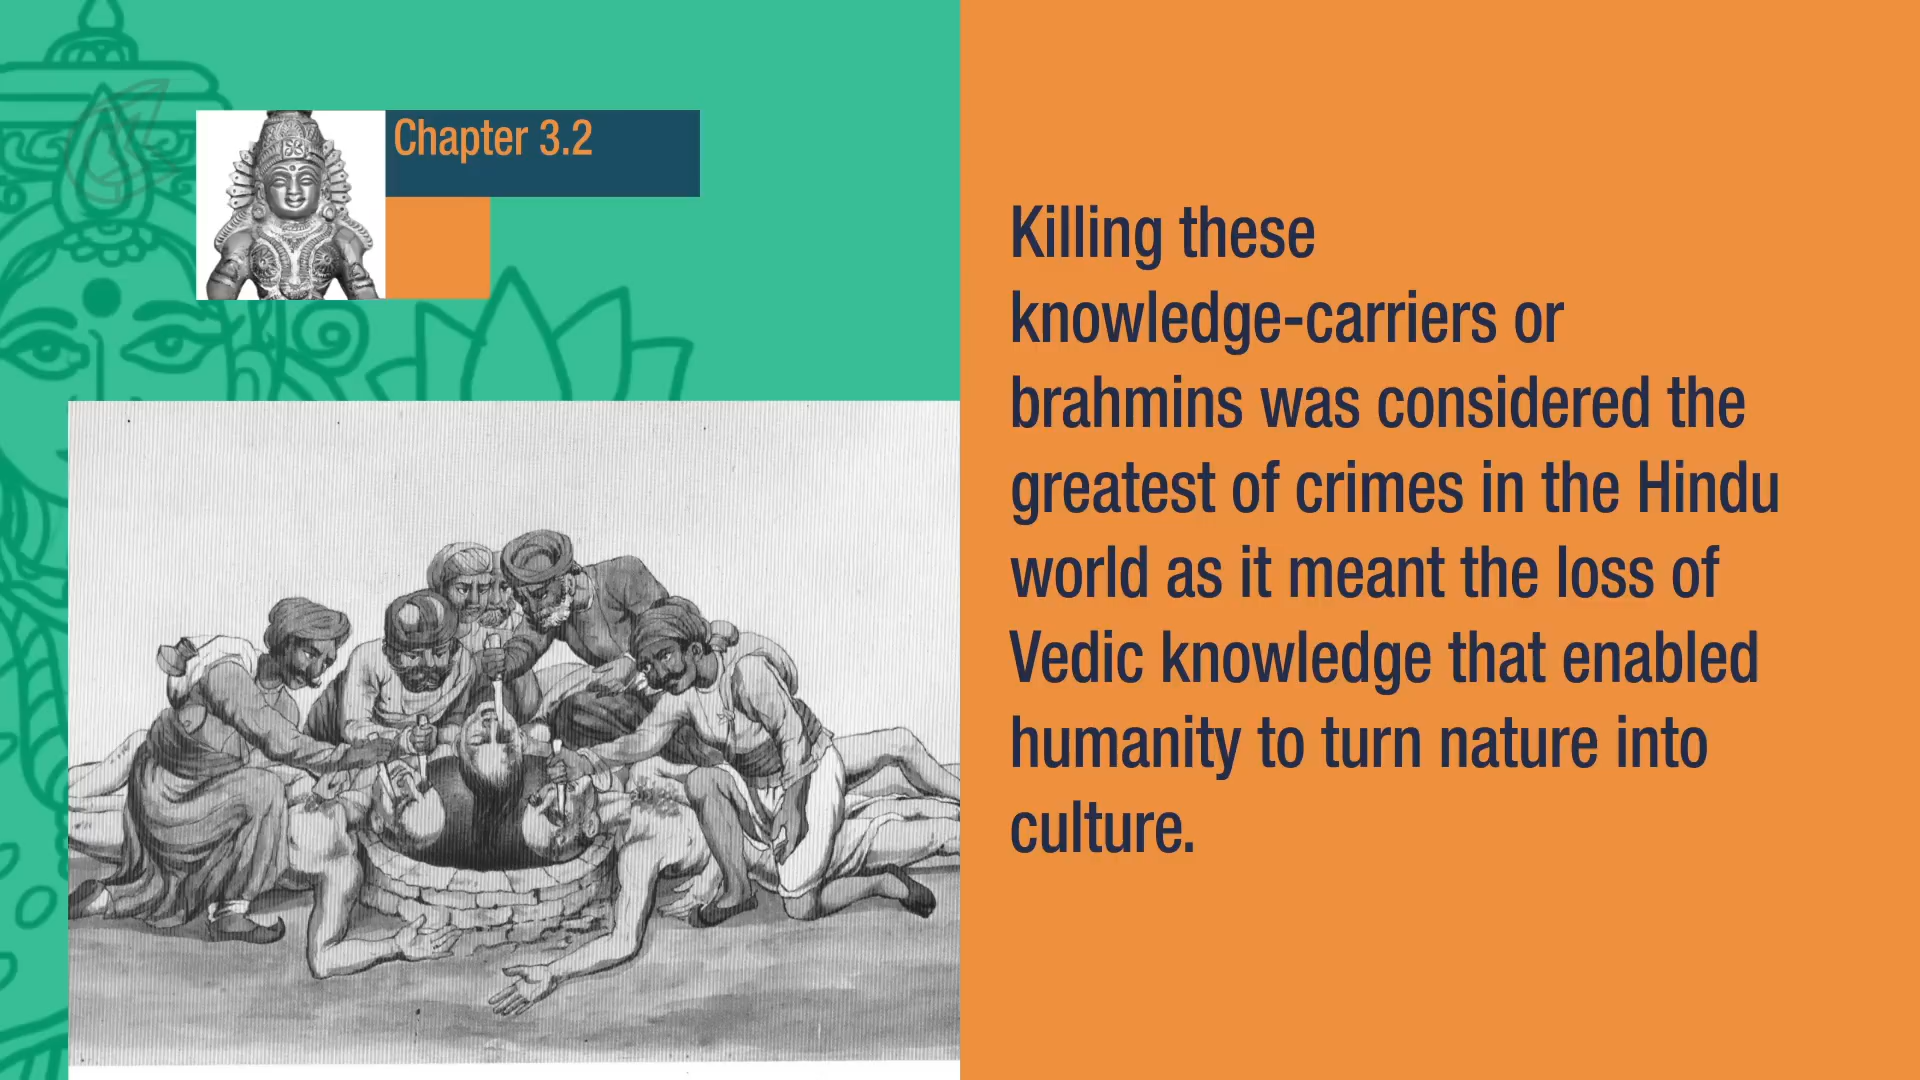 Chapter 3.2
Killing these
knowledge-carriers or
brahmins was considered the
greatest of crimes in the Hindu
world as it meant the loss of
Vedic knowledge that enabled
humanity to turn nature into
culture.